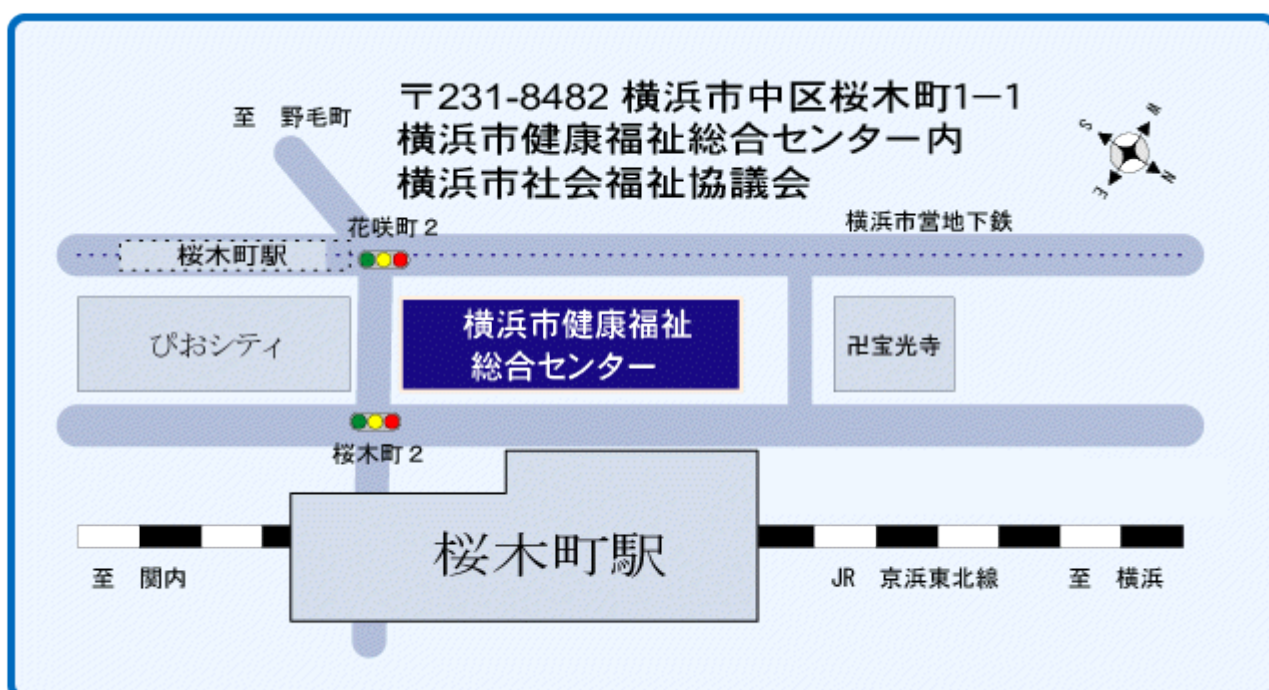 〒231-8482 横浜市中区桜木町1−1
横浜市健康福祉総合センター内
横浜市社会福祉協議会
至 野毛町
花咲町2
横浜市営地下鉄
桜木町駅
ぴおシティ
横浜市健康福祉
総合センター
卍宝光寺
桜木町2
桜木町駅
至 関内
JR 京浜東北線 至 横浜
S
W
E
N